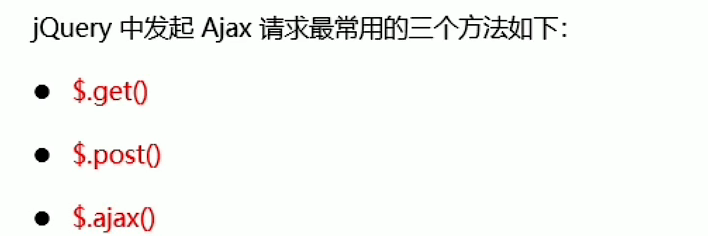 jQuery 中发起 Ajax 请求最常用的三个方法如下：
● $.get()
● $.post()
● $.ajax()